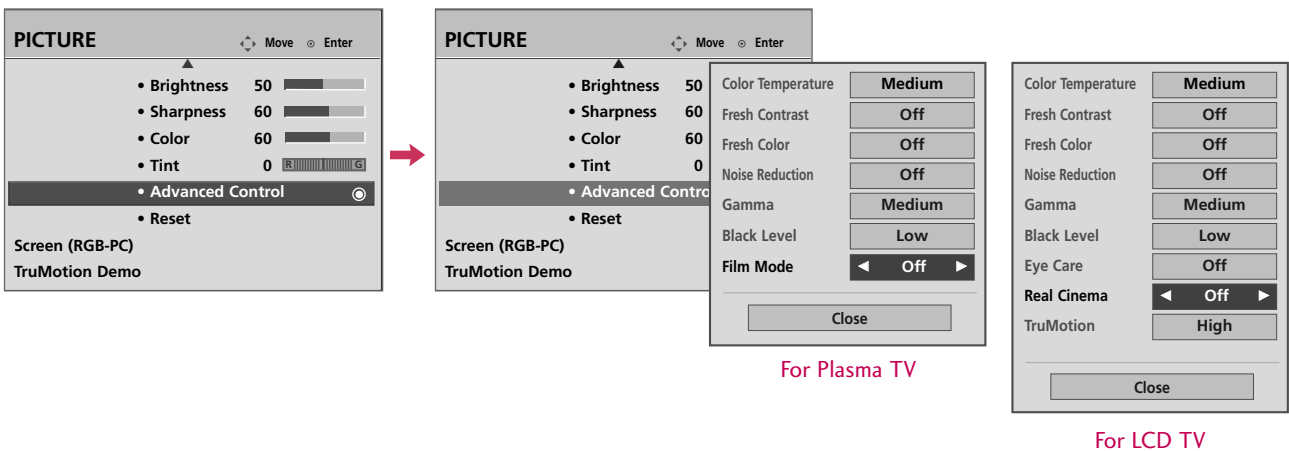 PICTURE
Move Enter
• Brightness 50
• Sharpness 60
• Color 60
• Tint 0 R G
• Advanced Control
• Reset
Screen (RGB-PC)
TruMotion Demo
PICTURE
Move Enter
• Brightness 50
• Sharpness 60
• Color 60
• Tint 0
• Advanced Contro
• Reset
Screen (RGB-PC)
TruMotion Demo
Color Temperature Medium
Fresh Contrast Off
Fresh Color Off
Noise Reduction Off
Gamma Medium
Black Level Low
Film Mode ◀ Off ▶
Close
For Plasma TV
Color Temperature Medium
Fresh Contrast Off
Fresh Color Off
Noise Reduction Off
Gamma Medium
Black Level Low
Eye Care Off
Real Cinema ◀ Off ▶
TruMotion High
Close
For LCD TV